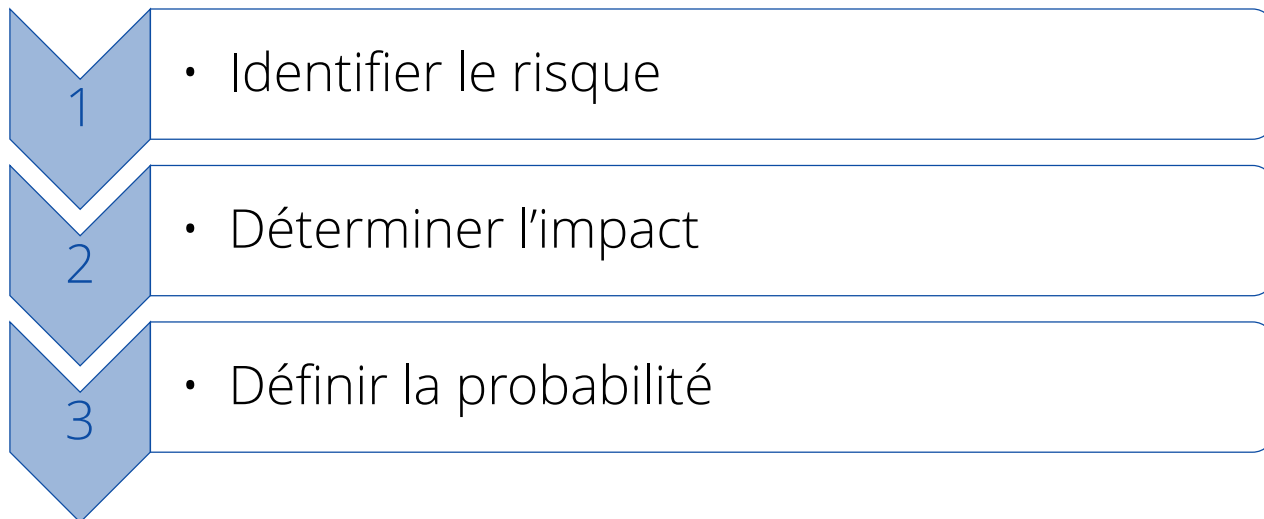 1
• Identifier le risque
2
• Déterminer l’impact
3
• Définir la probabilité